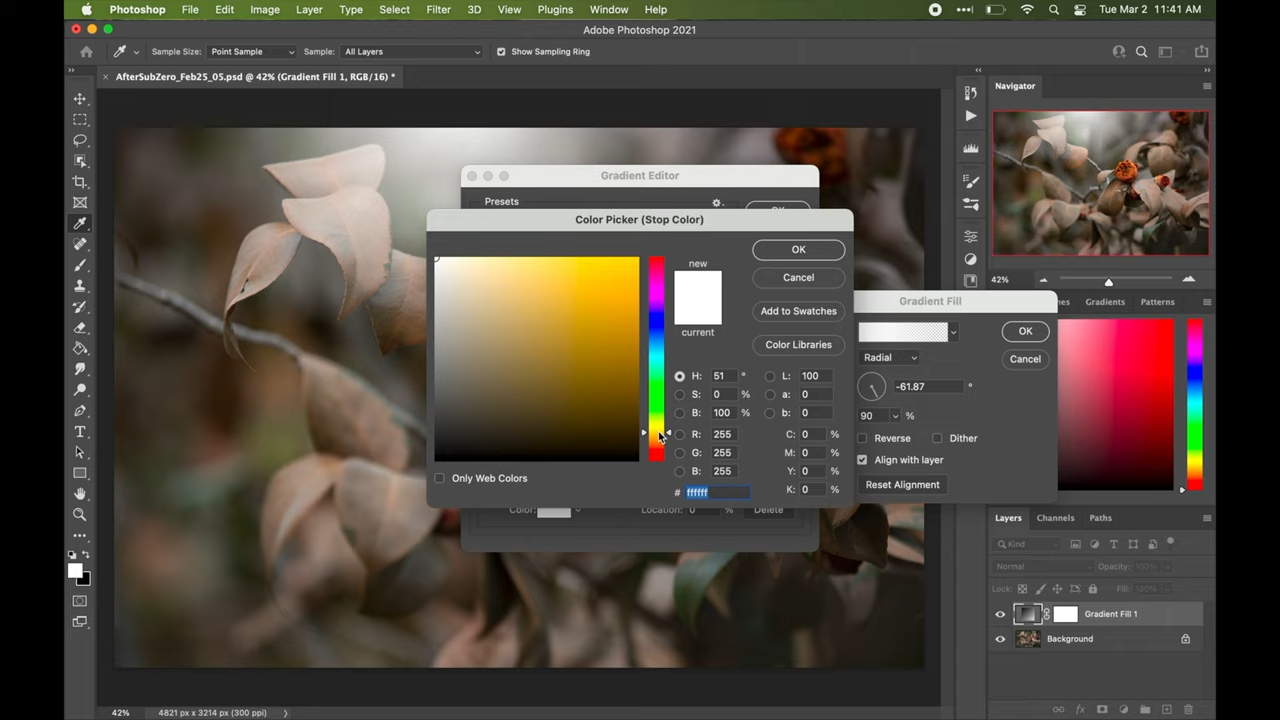 Photoshop File Edit Image Layer Type Select Filter 3D View Plugins Window Help Tue Mar 2 11:41 AM
Adobe Photoshop 2021
Sample Size: Point Sample Sample: All Layers Show Sampling Ring
AfterSubZero_Feb25_05.psd @ 42% (Gradient Fill 1, RGB/16) *
Navigator
42%
Gradient Editor
Presets
Color Picker (Stop Color)
new
current
OK
Cancel
Add to Swatches
Color Libraries
H: 51 ° L: 100
S: 0 % a: 0
B: 100 % b: 0
R: 255 C: 0 %
G: 255 M: 0 %
B: 255 Y: 0 %
# ffffff K: 0 %
Only Web Colors
Color: Location: 0 % Delete
Gradient Fill
OK
Radial Cancel
-61.87 °
90 %
Reverse Dither
Align with layer
Reset Alignment
Gradients Patterns
Layers Channels Paths
Kind
Normal Opacity: 100%
Lock: Fill: 100%
Gradient Fill 1
Background
42% 4821 px x 3214 px (300 ppi)